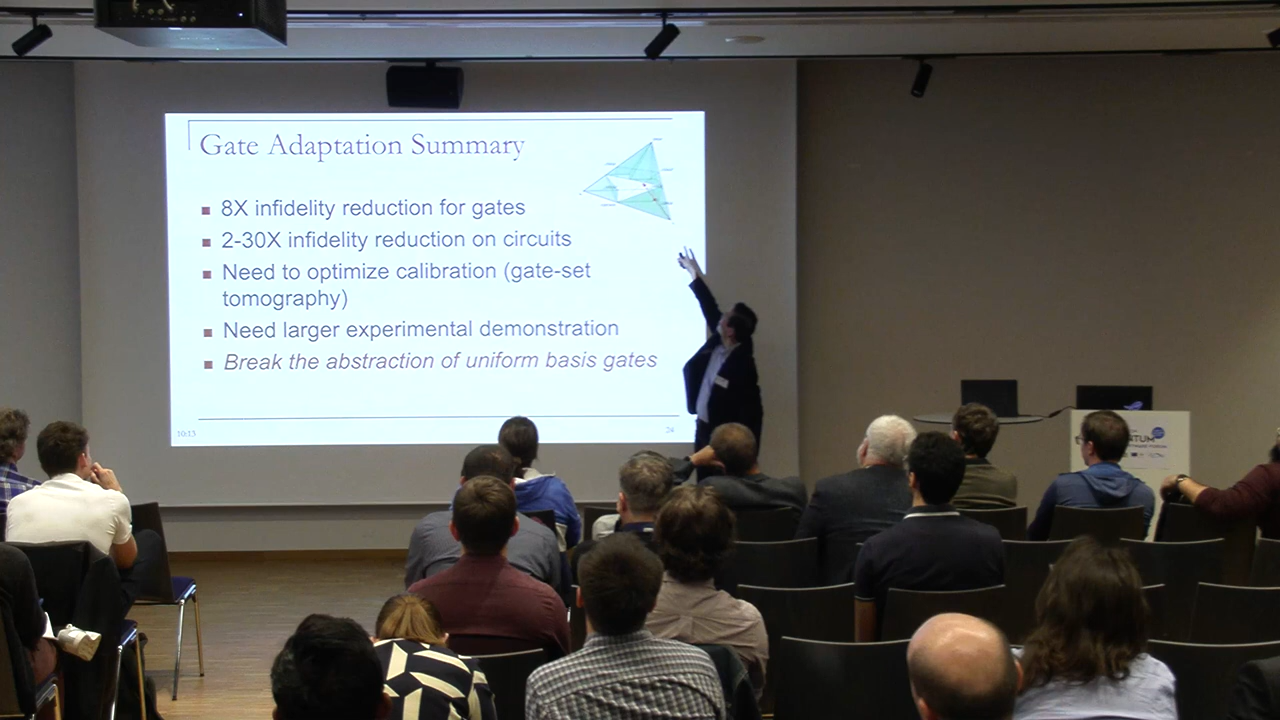 Gate Adaptation Summary
8X infidelity reduction for gates
2-30X infidelity reduction on circuits
Need to optimize calibration (gate-set
tomography)
Need larger experimental demonstration
Break the abstraction of uniform basis gates
10:15
24